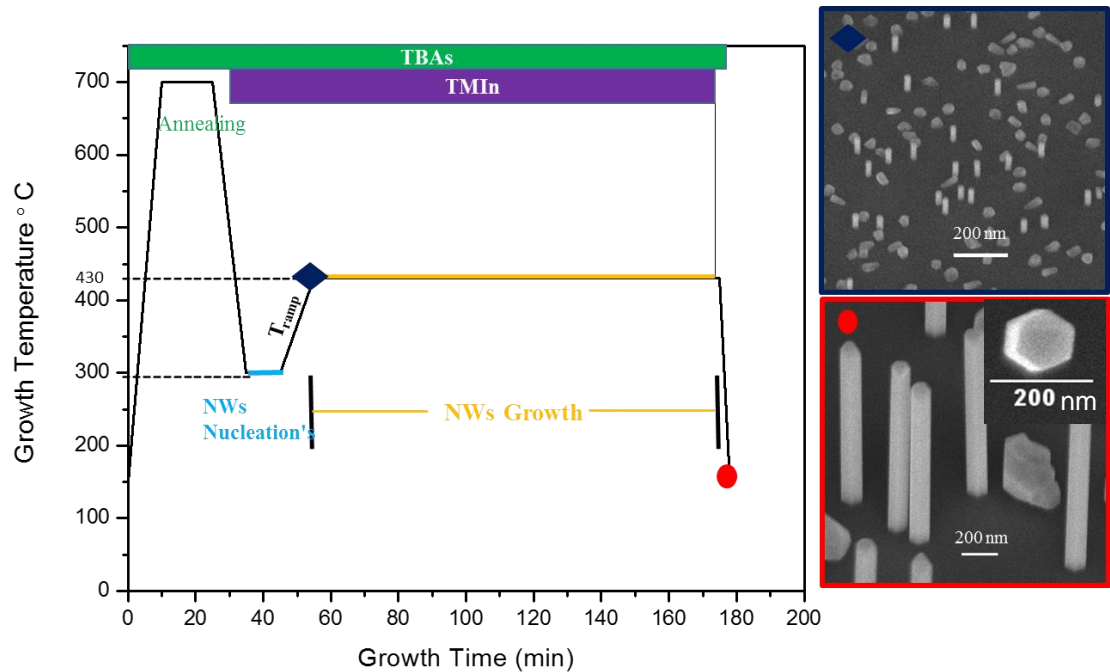 TBAs
TMIn
Annealing
T_ramp
NWs
Nucleation's
NWs Growth
Growth Temperature ° C
700
600
500
430
400
300
200
100
0
0 20 40 60 80 100 120 140 160 180 200
Growth Time (min)
200 nm
200 nm
200 nm